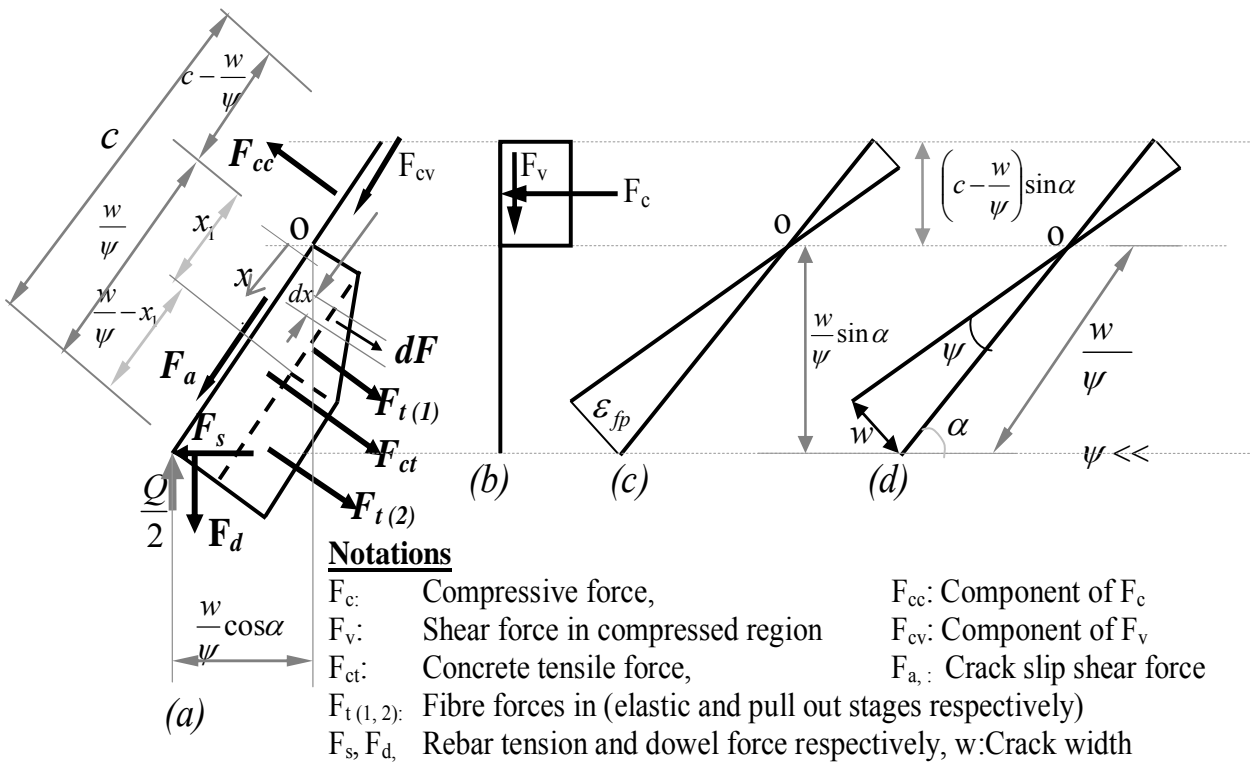 c
c − w/ψ
w/ψ
x₁
w/ψ − x₁
F_cc
F_cv
O
x
dx
dF
F_a
F_t (1)
F_s
F_ct
F_t (2)
Q/2
F_d
w/ψ cosα
(a)
F_v
F_c
(b)
O
w/ψ sinα
ε_fp
(c)
(c − w/ψ) sinα
O
ψ
w/ψ
w
α
ψ <<
(d)
Notations
F_c: Compressive force, F_cc: Component of F_c
F_v: Shear force in compressed region F_cv: Component of F_v
F_ct: Concrete tensile force, F_a, : Crack slip shear force
F_t (1, 2): Fibre forces in (elastic and pull out stages respectively)
F_s, F_d, Rebar tension and dowel force respectively, w:Crack width